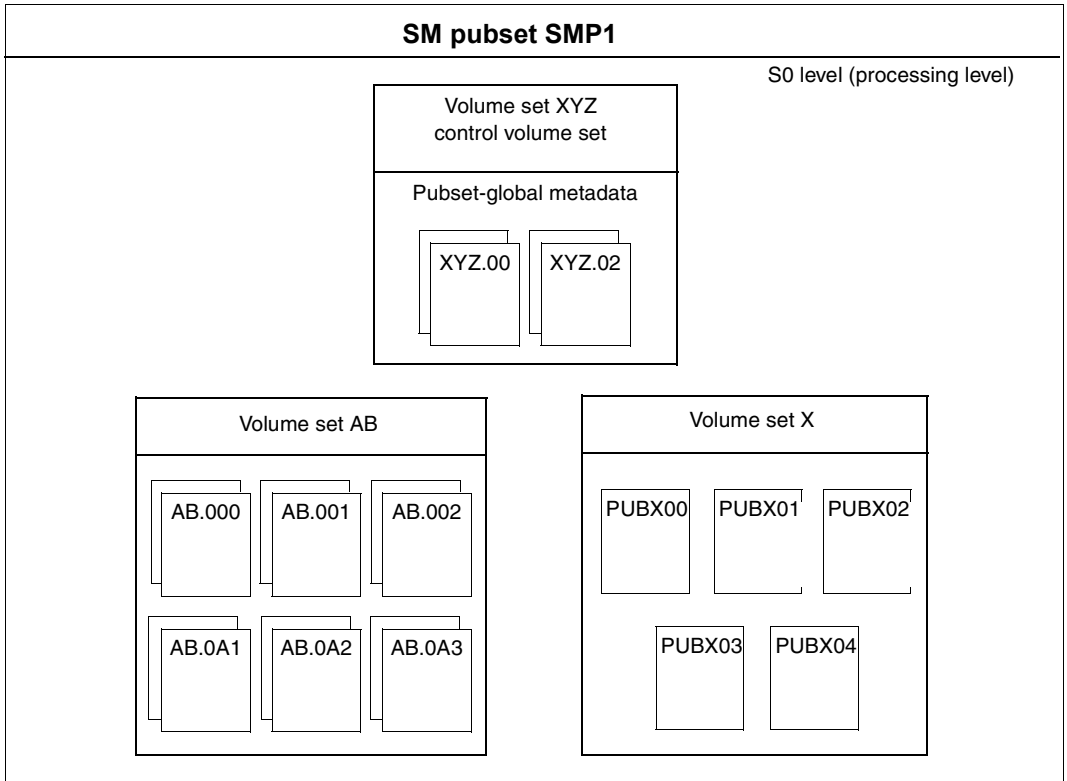 SM pubset SMP1
S0 level (processing level)
Volume set XYZ
control volume set
Pubset-global metadata
XYZ.00 XYZ.02
Volume set AB
AB.000 AB.001 AB.002
AB.0A1 AB.0A2 AB.0A3
Volume set X
PUBX00 PUBX01 PUBX02
PUBX03 PUBX04